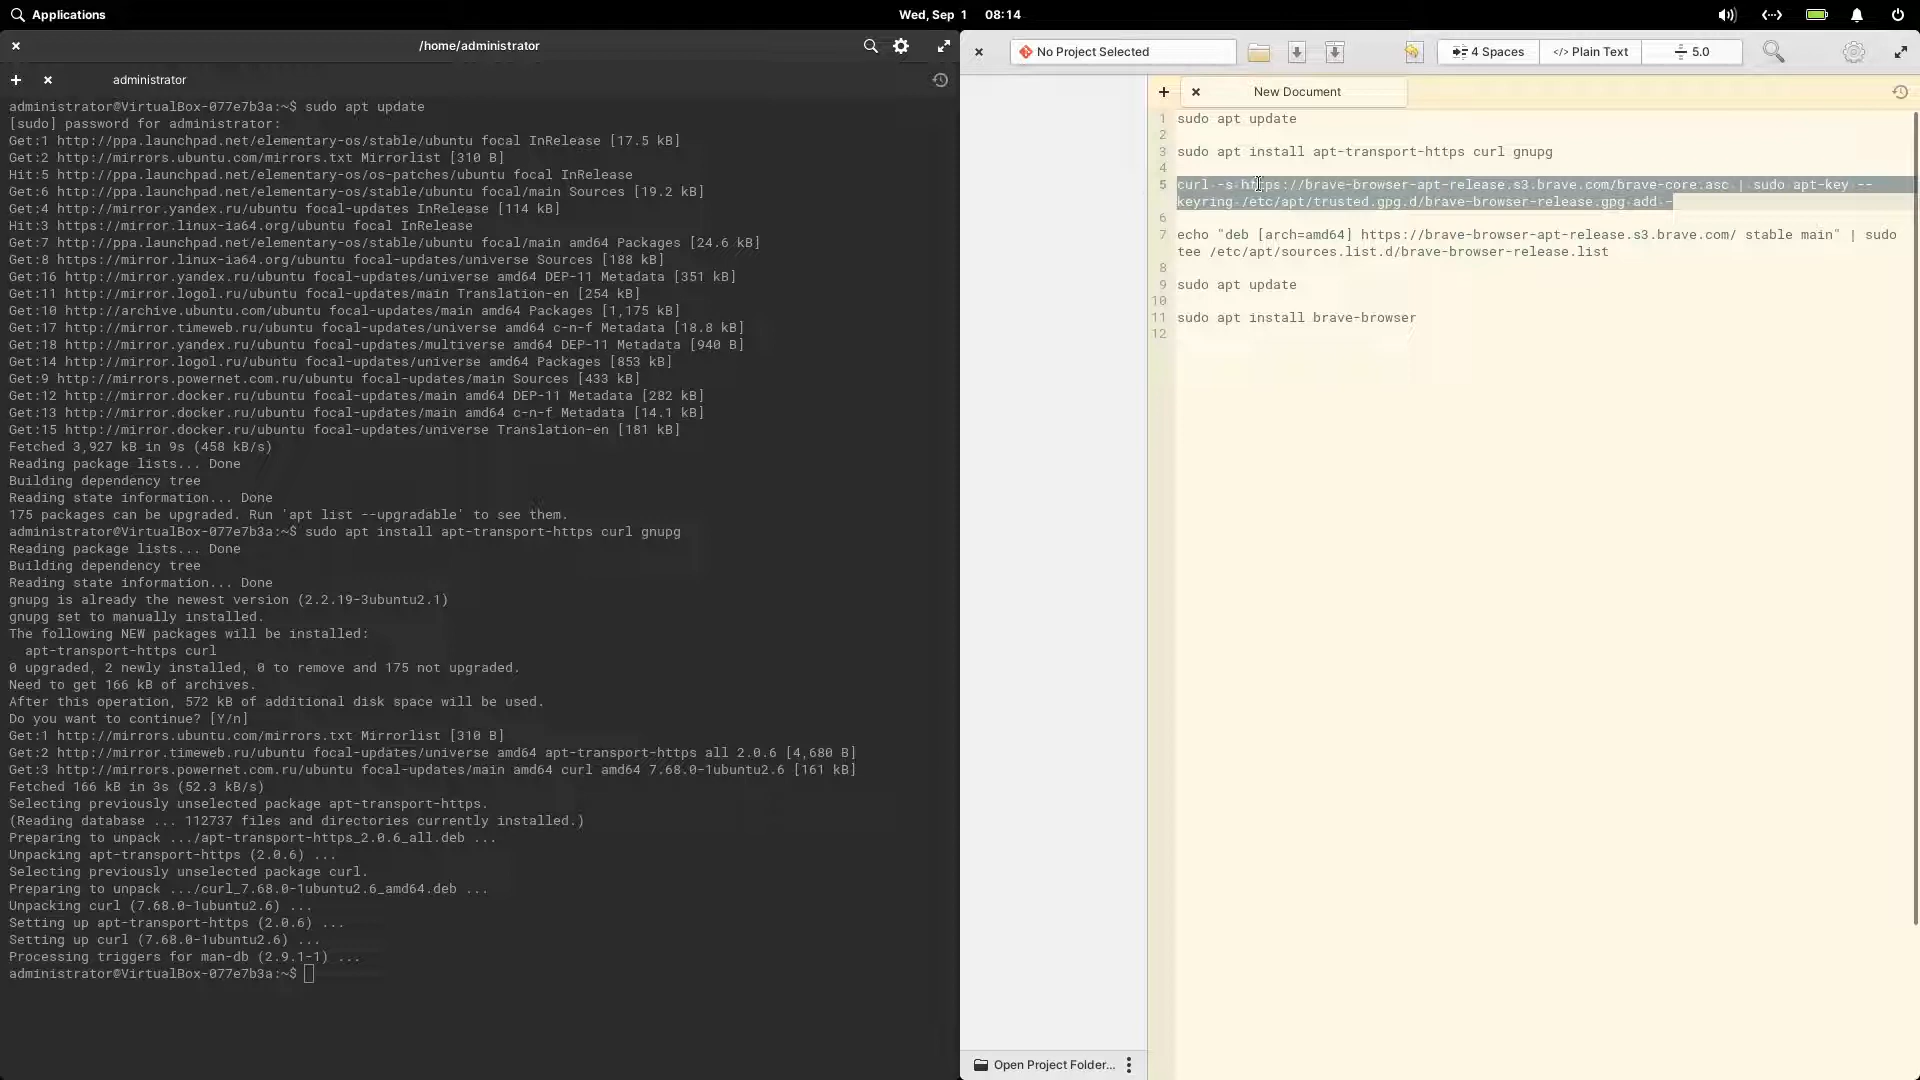 Applications
Wed, Sep 1 08:14
/home/administrator
administrator
administrator@VirtualBox-077e7b3a:~$ sudo apt update
[sudo] password for administrator:
Get:1 http://ppa.launchpad.net/elementary-os/stable/ubuntu focal InRelease [17.5 kB]
Get:2 http://mirrors.ubuntu.com/mirrors.txt Mirrorlist [310 B]
Hit:5 http://ppa.launchpad.net/elementary-os/os-patches/ubuntu focal InRelease
Get:6 http://ppa.launchpad.net/elementary-os/stable/ubuntu focal/main Sources [19.2 kB]
Get:4 http://mirror.yandex.ru/ubuntu focal-updates InRelease [114 kB]
Hit:3 https://mirror.linux-ia64.org/ubuntu focal InRelease
Get:7 http://ppa.launchpad.net/elementary-os/stable/ubuntu focal/main amd64 Packages [24.6 kB]
Get:8 https://mirror.linux-ia64.org/ubuntu focal-updates/universe Sources [188 kB]
Get:16 http://mirror.yandex.ru/ubuntu focal-updates/universe amd64 DEP-11 Metadata [351 kB]
Get:11 http://mirror.logol.ru/ubuntu focal-updates/main Translation-en [254 kB]
Get:10 http://archive.ubuntu.com/ubuntu focal-updates/main amd64 Packages [1,175 kB]
Get:17 http://mirror.timeweb.ru/ubuntu focal-updates/universe amd64 c-n-f Metadata [18.8 kB]
Get:18 http://mirror.yandex.ru/ubuntu focal-updates/multiverse amd64 DEP-11 Metadata [940 B]
Get:14 http://mirror.logol.ru/ubuntu focal-updates/universe amd64 Packages [853 kB]
Get:9 http://mirrors.powernet.com.ru/ubuntu focal-updates/main Sources [433 kB]
Get:12 http://mirror.docker.ru/ubuntu focal-updates/main amd64 DEP-11 Metadata [282 kB]
Get:13 http://mirror.docker.ru/ubuntu focal-updates/main amd64 c-n-f Metadata [14.1 kB]
Get:15 http://mirror.docker.ru/ubuntu focal-updates/universe Translation-en [181 kB]
Fetched 3,927 kB in 9s (458 kB/s)
Reading package lists... Done
Building dependency tree
Reading state information... Done
175 packages can be upgraded. Run 'apt list --upgradable' to see them.
administrator@VirtualBox-077e7b3a:~$ sudo apt install apt-transport-https curl gnupg
Reading package lists... Done
Building dependency tree
Reading state information... Done
gnupg is already the newest version (2.2.19-3ubuntu2.1)
gnupg set to manually installed.
The following NEW packages will be installed:
apt-transport-https curl
0 upgraded, 2 newly installed, 0 to remove and 175 not upgraded.
Need to get 166 kB of archives.
After this operation, 572 kB of additional disk space will be used.
Do you want to continue? [Y/n]
Get:1 http://mirrors.ubuntu.com/mirrors.txt Mirrorlist [310 B]
Get:2 http://mirror.timeweb.ru/ubuntu focal-updates/universe amd64 apt-transport-https all 2.0.6 [4,680 B]
Get:3 http://mirrors.powernet.com.ru/ubuntu focal-updates/main amd64 curl amd64 7.68.0-1ubuntu2.6 [161 kB]
Fetched 166 kB in 3s (52.3 kB/s)
Selecting previously unselected package apt-transport-https.
(Reading database ... 112737 files and directories currently installed.)
Preparing to unpack .../apt-transport-https_2.0.6_all.deb ...
Unpacking apt-transport-https (2.0.6) ...
Selecting previously unselected package curl.
Preparing to unpack .../curl_7.68.0-1ubuntu2.6_amd64.deb ...
Unpacking curl (7.68.0-1ubuntu2.6) ...
Setting up apt-transport-https (2.0.6) ...
Setting up curl (7.68.0-1ubuntu2.6) ...
Processing triggers for man-db (2.9.1-1) ...
administrator@VirtualBox-077e7b3a:~$
No Project Selected
4 Spaces
</> Plain Text
5.0
New Document
1 sudo apt update
2
3 sudo apt install apt-transport-https curl gnupg
4
5 curl -s https://brave-browser-apt-release.s3.brave.com/brave-core.asc | sudo apt-key --
keyring /etc/apt/trusted.gpg.d/brave-browser-release.gpg add -
6
7 echo "deb [arch=amd64] https://brave-browser-apt-release.s3.brave.com/ stable main" | sudo
tee /etc/apt/sources.list.d/brave-browser-release.list
8
9 sudo apt update
10
11 sudo apt install brave-browser
12
Open Project Folder...